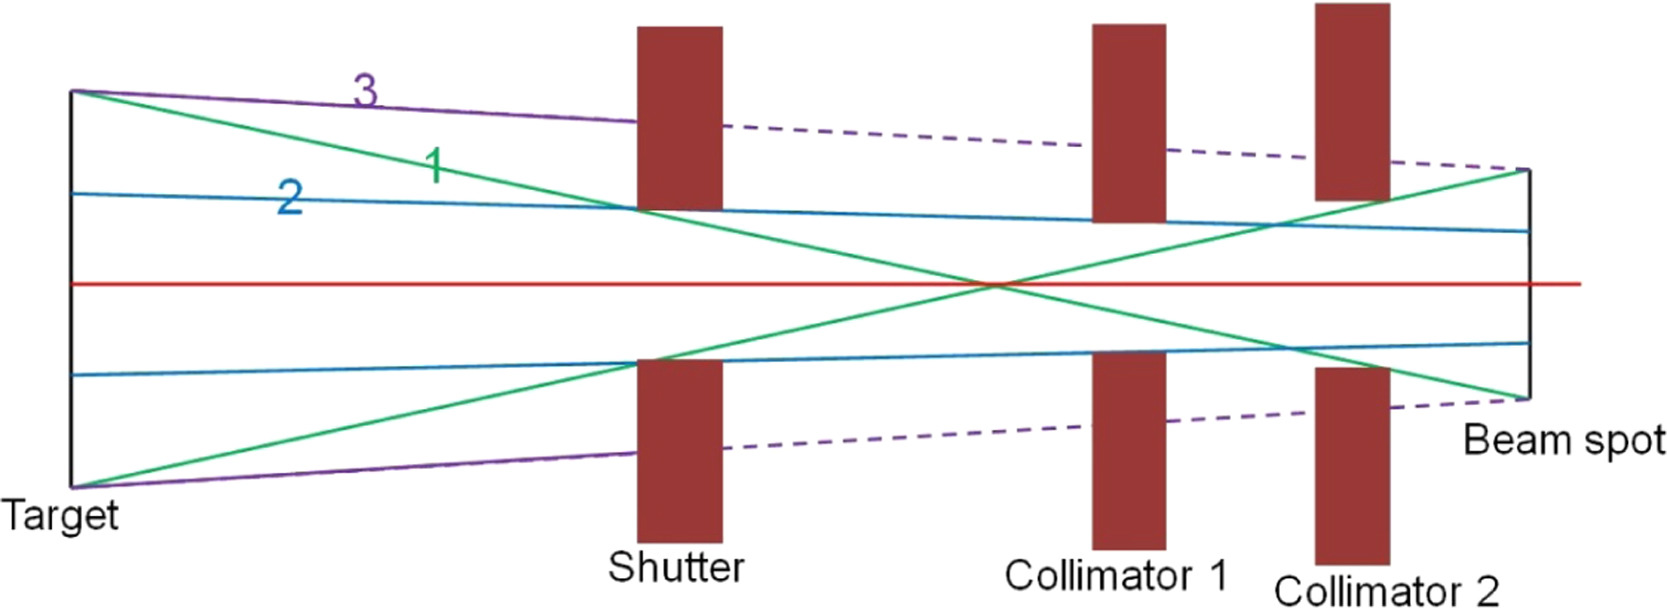 3
1
2
Target
Beam spot
Shutter
Collimator 1
Collimator 2